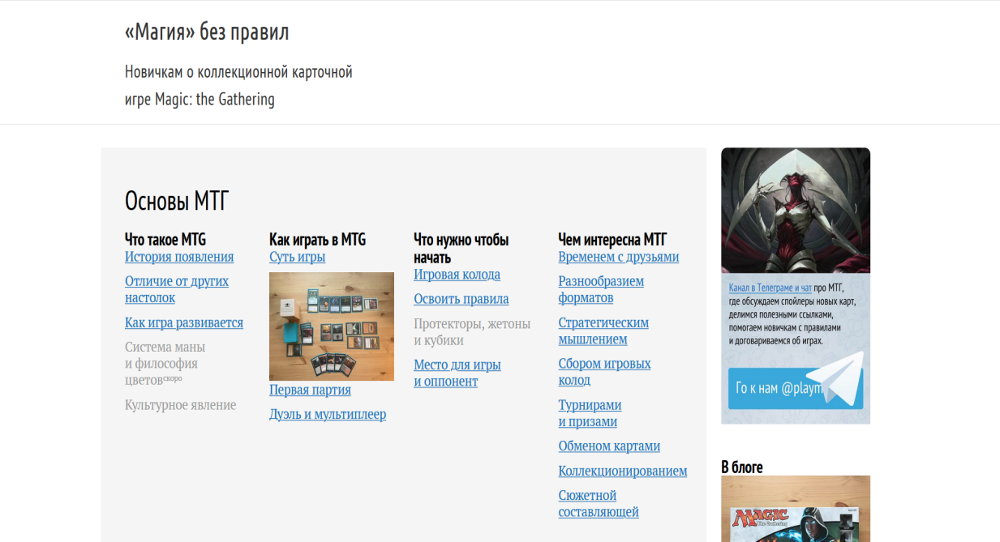 «Магия» без правил
Новичкам о коллекционной карточной
игре Magic: the Gathering
Основы МТГ
Что такое MTG
История появления
Отличие от других
настолок
Как игра развивается
Система маны
и философия
цветов скоро
Культурное явление
Как играть в MTG
Суть игры
Первая партия
Дуэль и мультиплеер
Что нужно чтобы
начать
Игровая колода
Освоить правила
Протекторы, жетоны
и кубики
Место для игры
и оппонент
Чем интересна МТГ
Временем с друзьями
Разнообразием
форматов
Стратегическим
мышлением
Сбором игровых
колод
Турнирами
и призами
Обменом картами
Коллекционированием
Сюжетной
составляющей
Канал в Телеграме и чат про МТГ,
где обсуждаем спойлеры новых карт,
делимся полезными ссылками,
помогаем новичкам с правилами
и договариваемся об играх.
Го к нам @playm
В блоге
MAGIC
The Gathering